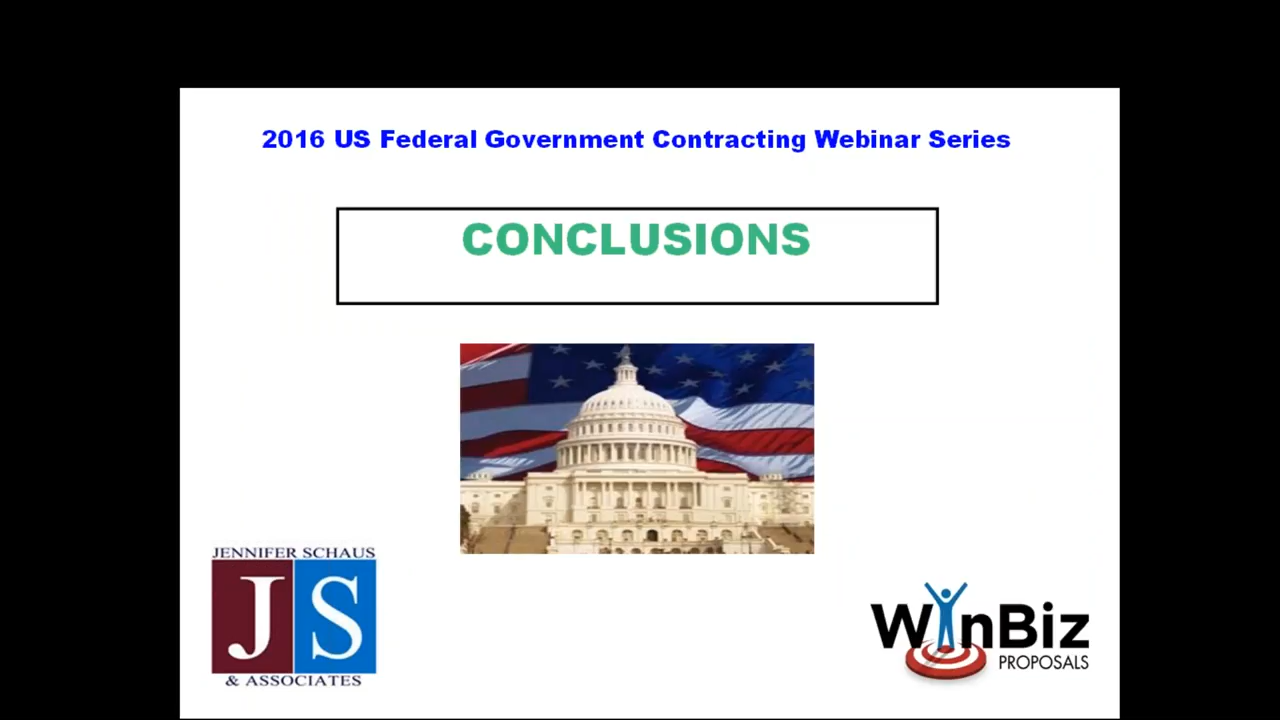 2016 US Federal Government Contracting Webinar Series
CONCLUSIONS
JENNIFER SCHAUS
JS
& ASSOCIATES
WinBiz
PROPOSALS